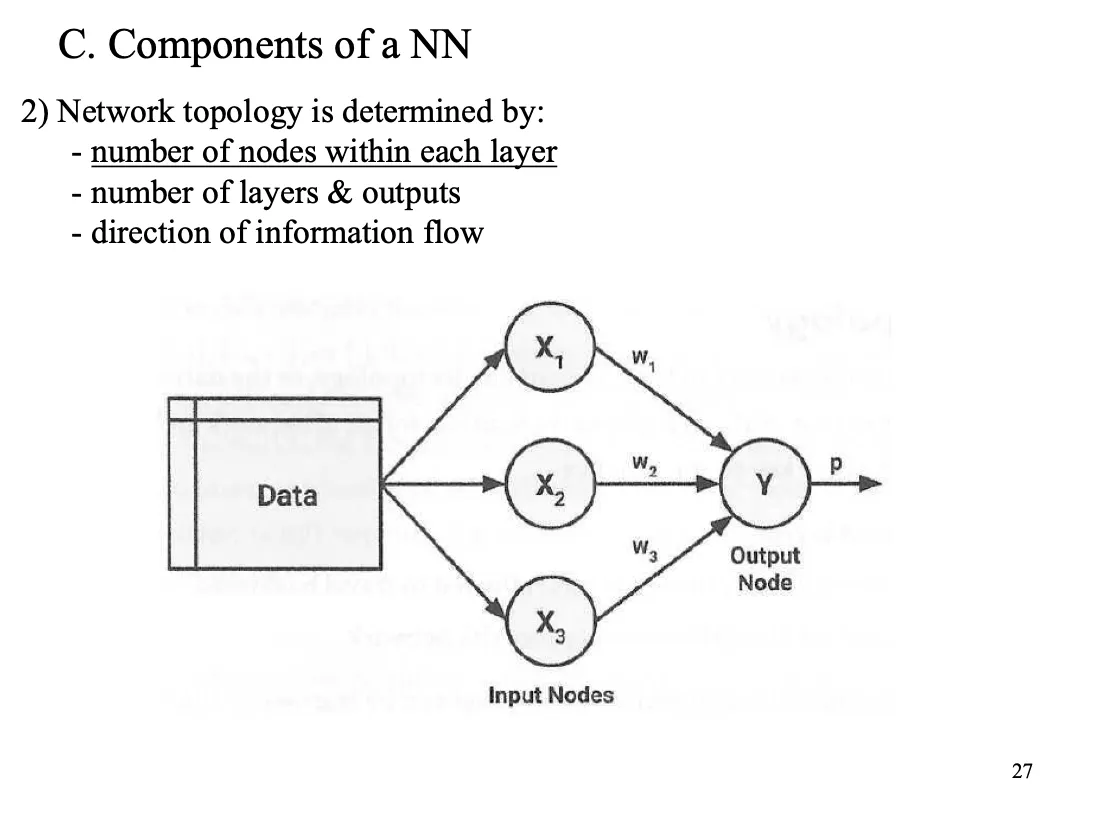 C. Components of a NN
2) Network topology is determined by:
- number of nodes within each layer
- number of layers & outputs
- direction of information flow
X1
w1
Data
X2
w2
Y
p
w3
Output
Node
X3
Input Nodes
27